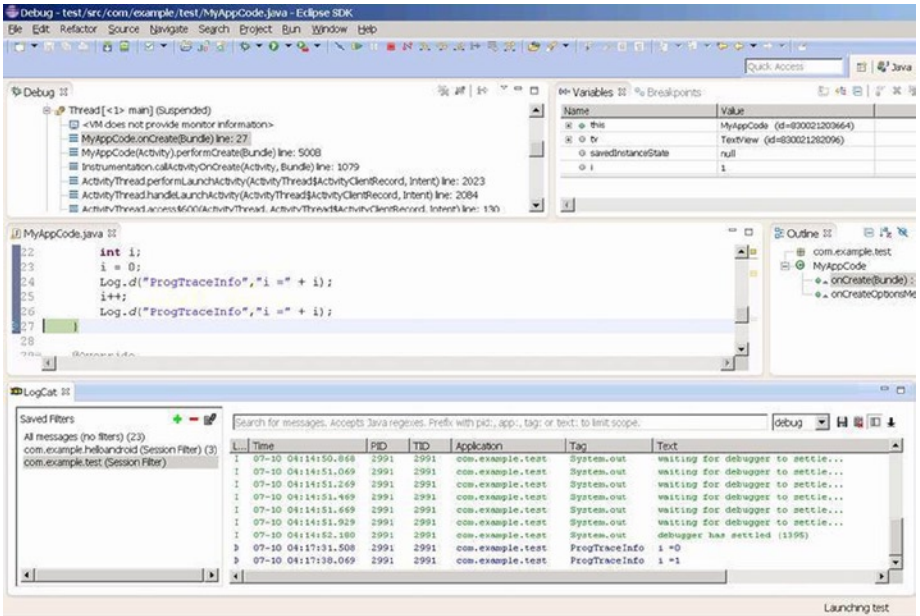 Debug - test/src/com/example/test/MyAppCode.java - Eclipse SDK
File Edit Refactor Source Navigate Search Project Run Window Help
Quick Access
Java
Debug
Thread [<1> main] (Suspended)
<VM does not provide monitor information>
MyAppCode.onCreate(Bundle) line: 27
MyAppCode(Activity).performCreate(Bundle) line: 5008
Instrumentation.callActivityOnCreate(Activity, Bundle) line: 1079
ActivityThread.performLaunchActivity(ActivityThread$ActivityClientRecord, Intent) line: 2023
ActivityThread.handleLaunchActivity(ActivityThread$ActivityClientRecord, Intent) line: 2084
ActivityThread.access$600(ActivityThread, ActivityThread$ActivityClientRecord, Intent) line: 130
Variables Breakpoints
Name Value
this MyAppCode (id=830021203664)
tv TextView (id=830021282096)
savedInstanceState null
i 1
MyAppCode.java
22 int i;
23 i = 0;
24 Log.d("ProgTraceInfo","i =" + i);
25 i++;
26 Log.d("ProgTraceInfo","i =" + i);
27 }
28
29 @Override
Outline
com.example.test
MyAppCode
onCreate(Bundle) :
onCreateOptionsMe
LogCat
Saved Filters
All messages (no filters) (23)
com.example.helloandroid (Session Filter) (3)
com.example.test (Session Filter)
Search for messages. Accepts Java regexes. Prefix with pid:, app:, tag: or text: to limit scope.
debug
L... Time PID TID Application Tag Text
I 07-10 04:14:50.868 2991 2991 com.example.test System.out waiting for debugger to settle...
I 07-10 04:14:51.069 2991 2991 com.example.test System.out waiting for debugger to settle...
I 07-10 04:14:51.269 2991 2991 com.example.test System.out waiting for debugger to settle...
I 07-10 04:14:51.469 2991 2991 com.example.test System.out waiting for debugger to settle...
I 07-10 04:14:51.669 2991 2991 com.example.test System.out waiting for debugger to settle...
I 07-10 04:14:51.929 2991 2991 com.example.test System.out waiting for debugger to settle...
I 07-10 04:14:52.180 2991 2991 com.example.test System.out debugger has settled (1395)
D 07-10 04:17:31.508 2991 2991 com.example.test ProgTraceInfo i =0
D 07-10 04:17:38.069 2991 2991 com.example.test ProgTraceInfo i =1
Launching test